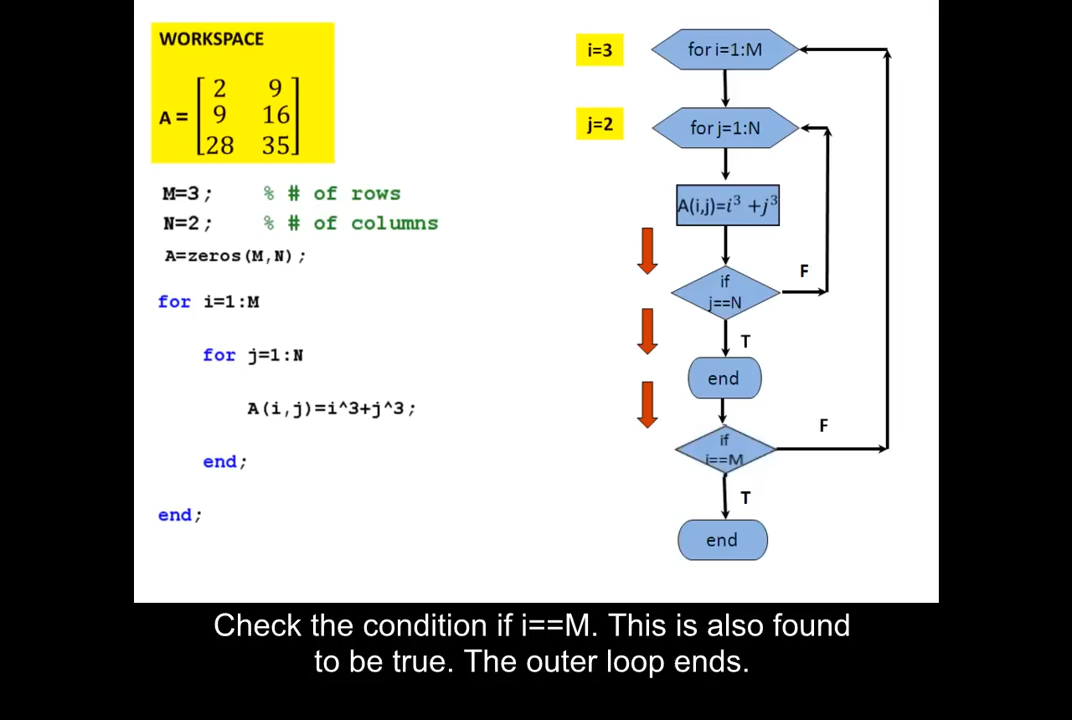 WORKSPACE
A = [2 9
9 16
28 35]
M=3; % # of rows
N=2; % # of columns
A=zeros(M,N);
for i=1:M
for j=1:N
A(i,j)=i^3+j^3;
end;
end;
i=3
for i=1:M
j=2
for j=1:N
A(i,j)=i³ +j³
if
j==N
F
T
end
if
i==M
F
T
end
Check the condition if i==M. This is also found
to be true. The outer loop ends.